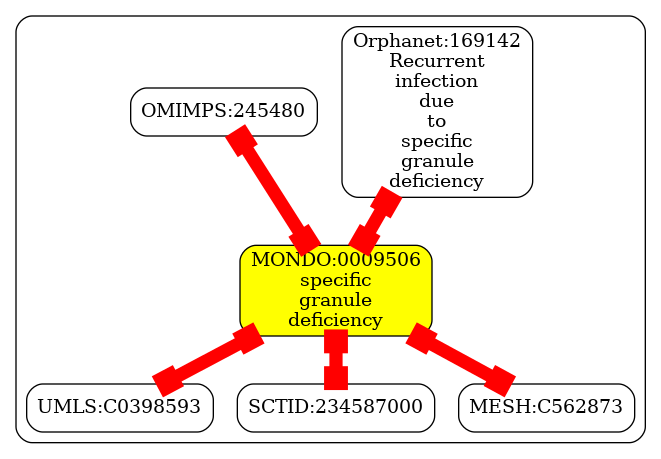 Orphanet:169142
Recurrent
infection
due
to
specific
granule
deficiency
OMIMPS:245480
MONDO:0009506
specific
granule
deficiency
UMLS:C0398593
SCTID:234587000
MESH:C562873